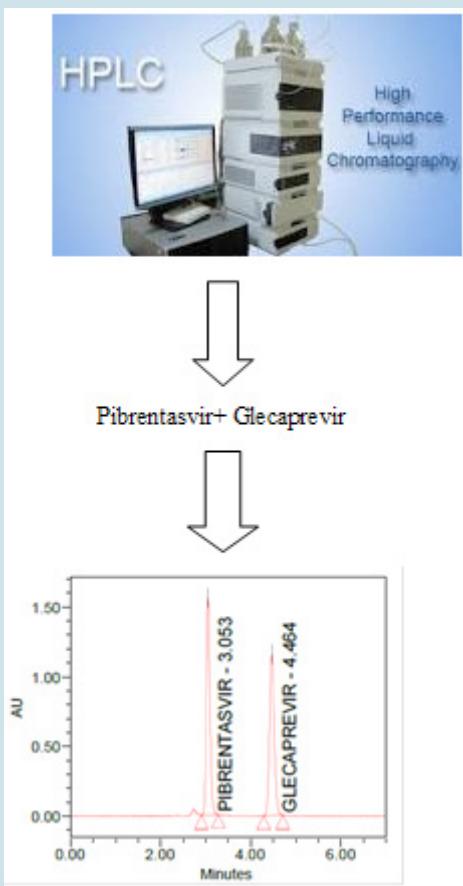 HPLC
High
Performance
Liquid
Chromatography
Pibrentasvir+ Glecaprevir
1.50
1.00
0.50
0.00
AU
PIBRENTASVIR - 3.053
GLECAPREVIR - 4.464
0.00 2.00 4.00 6.00
Minutes